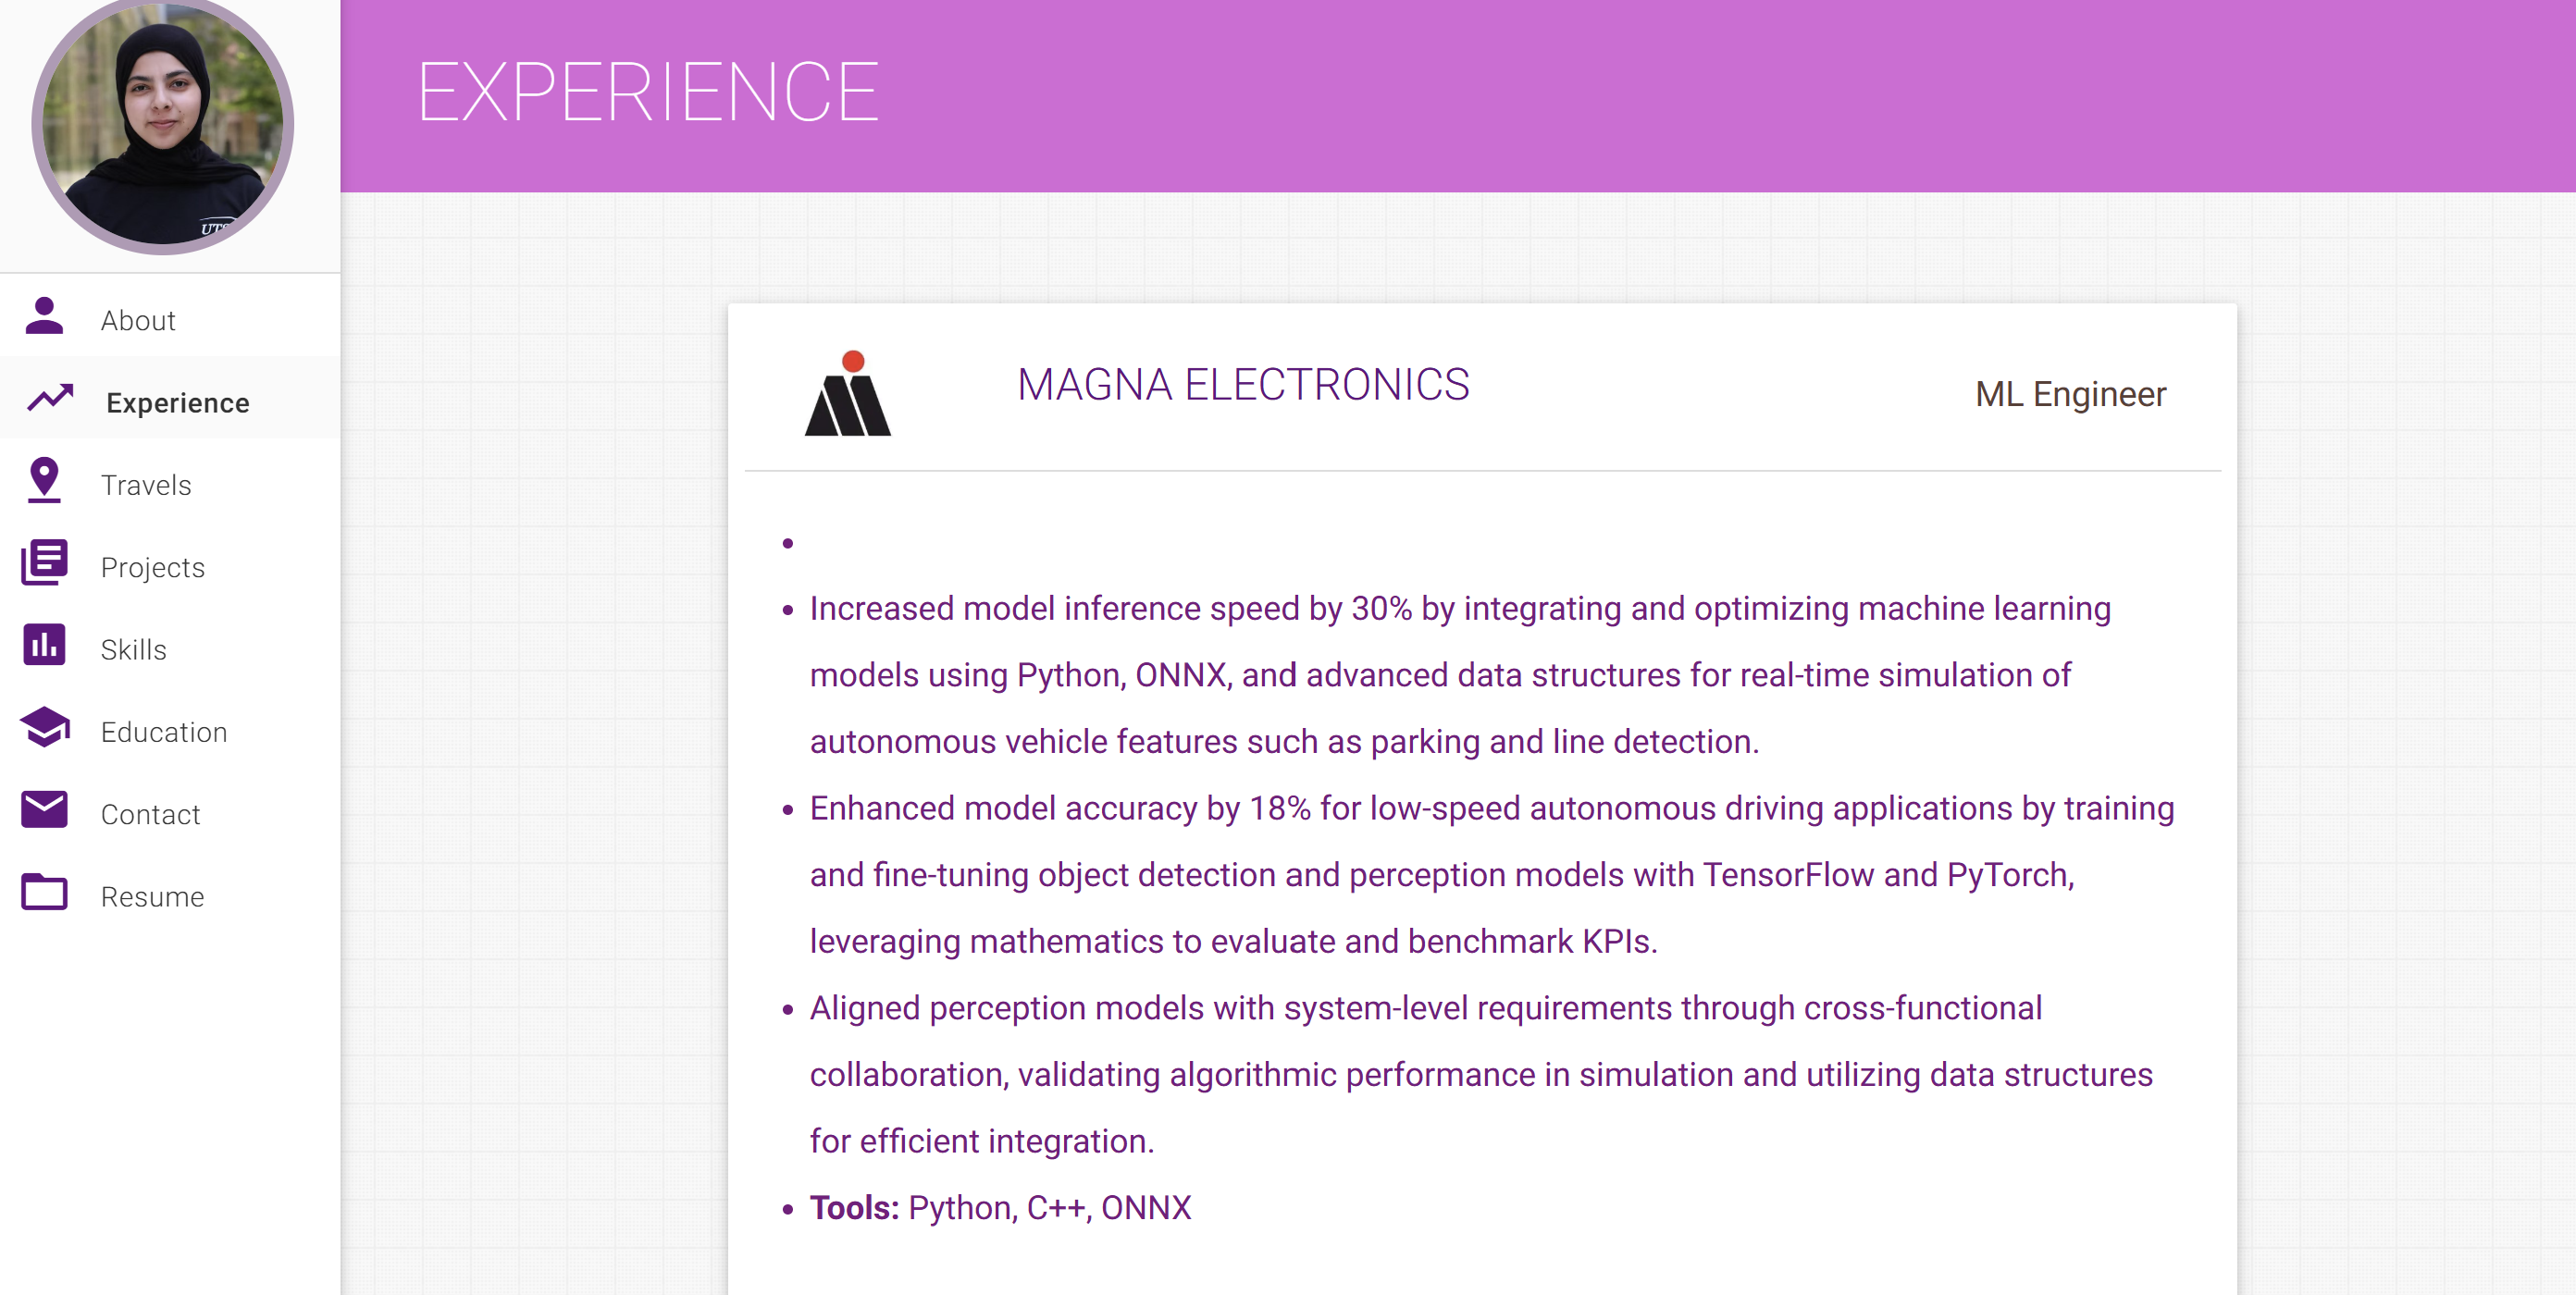 EXPERIENCE
About
Experience
Travels
Projects
Skills
Education
Contact
Resume
MAGNA ELECTRONICS
ML Engineer
Increased model inference speed by 30% by integrating and optimizing machine learning
models using Python, ONNX, and advanced data structures for real-time simulation of
autonomous vehicle features such as parking and line detection.
Enhanced model accuracy by 18% for low-speed autonomous driving applications by training
and fine-tuning object detection and perception models with TensorFlow and PyTorch,
leveraging mathematics to evaluate and benchmark KPIs.
Aligned perception models with system-level requirements through cross-functional
collaboration, validating algorithmic performance in simulation and utilizing data structures
for efficient integration.
Tools: Python, C++, ONNX